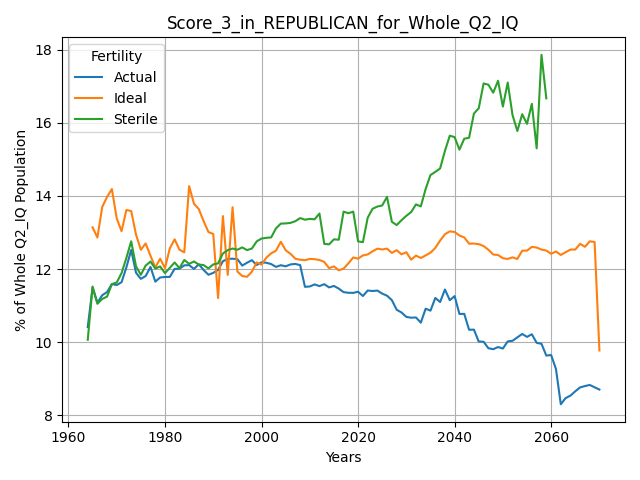 Score_3_in_REPUBLICAN_for_Whole_Q2_IQ
% of Whole Q2_IQ Population
18
16
14
12
10
8
Fertility
Actual
Ideal
Sterile
1960
1980
2000
2020
2040
2060
Years